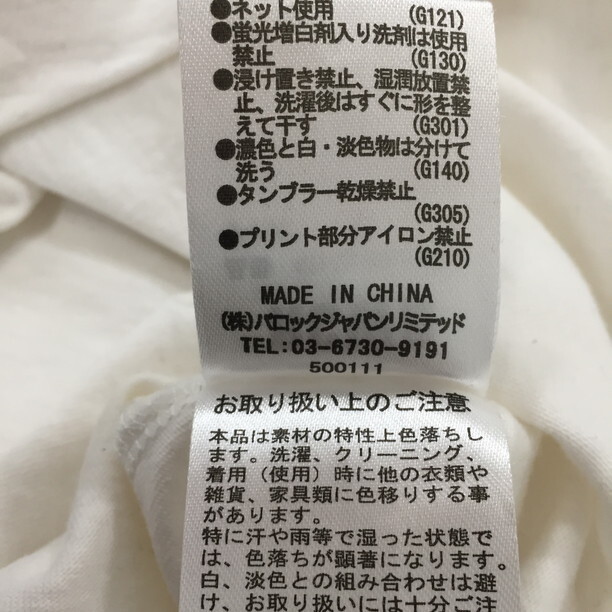 ●ネット使用 (G121)
●蛍光増白剤入り洗剤は使用
禁止 (G130)
●浸け置き禁止、湿潤放置禁
止、洗濯後はすぐに形を整
えて干す (G301)
●濃色と白・淡色物は分けて
洗う (G140)
●タンブラー乾燥禁止
(G305)
●プリント部分アイロン禁止
(G210)
MADE IN CHINA
(株)バロックジャパンリミテッド
TEL:03-6730-9191
500111
お取り扱い上のご注意
本品は素材の特性上色落ちし
ます。洗濯、クリーニング、
着用（使用）時に他の衣類や
雑貨、家具類に色移りする事
があります。
特に汗や雨等で湿った状態で
は、色落ちが顕著になります。
白、淡色との組み合わせは避
け、お取り扱いには十分ご注